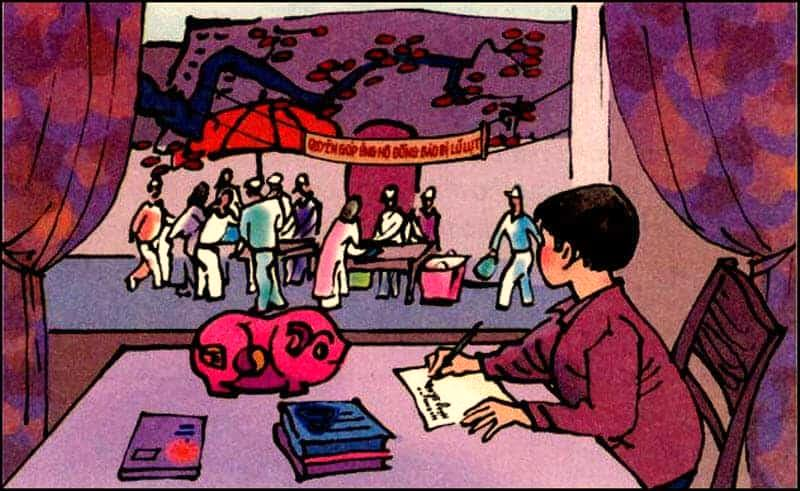 QUYÊN GÓP ỦNG HỘ ĐỒNG BÀO BỊ LŨ LỤT